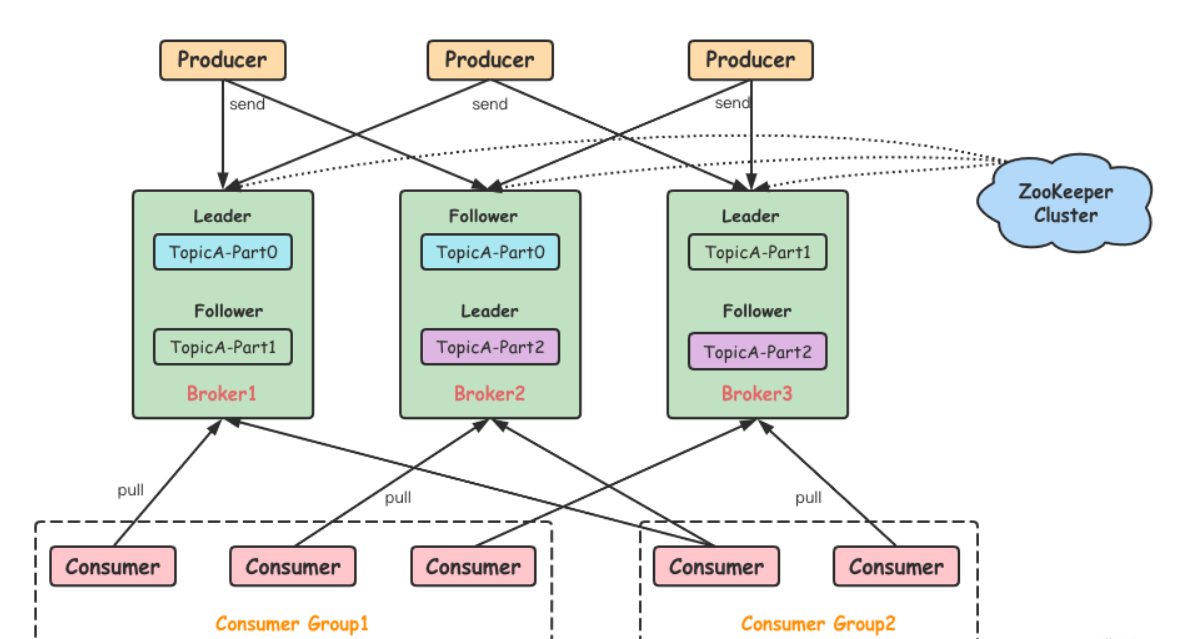 Producer
Producer
Producer
send
send
send
ZooKeeper
Cluster
Leader
TopicA-Part0
Follower
TopicA-Part1
Broker1
Follower
TopicA-Part0
Leader
TopicA-Part2
Broker2
Leader
TopicA-Part1
Follower
TopicA-Part2
Broker3
pull
pull
pull
Consumer
Consumer
Consumer
Consumer Group1
Consumer
Consumer
Consumer Group2